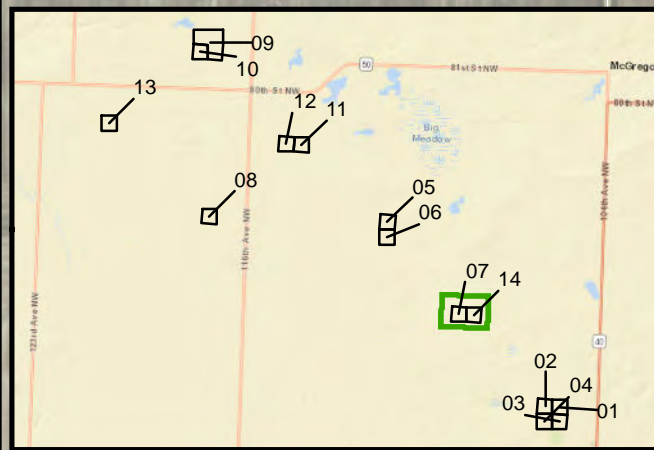 09
10
50
81st St NW
McGrego
80th St NW
80th St NW
13
12
11
Big
Meadow
08
05
06
116th Ave NW
104th Ave NW
07
14
123rd Ave NW
40
02
04
03
01